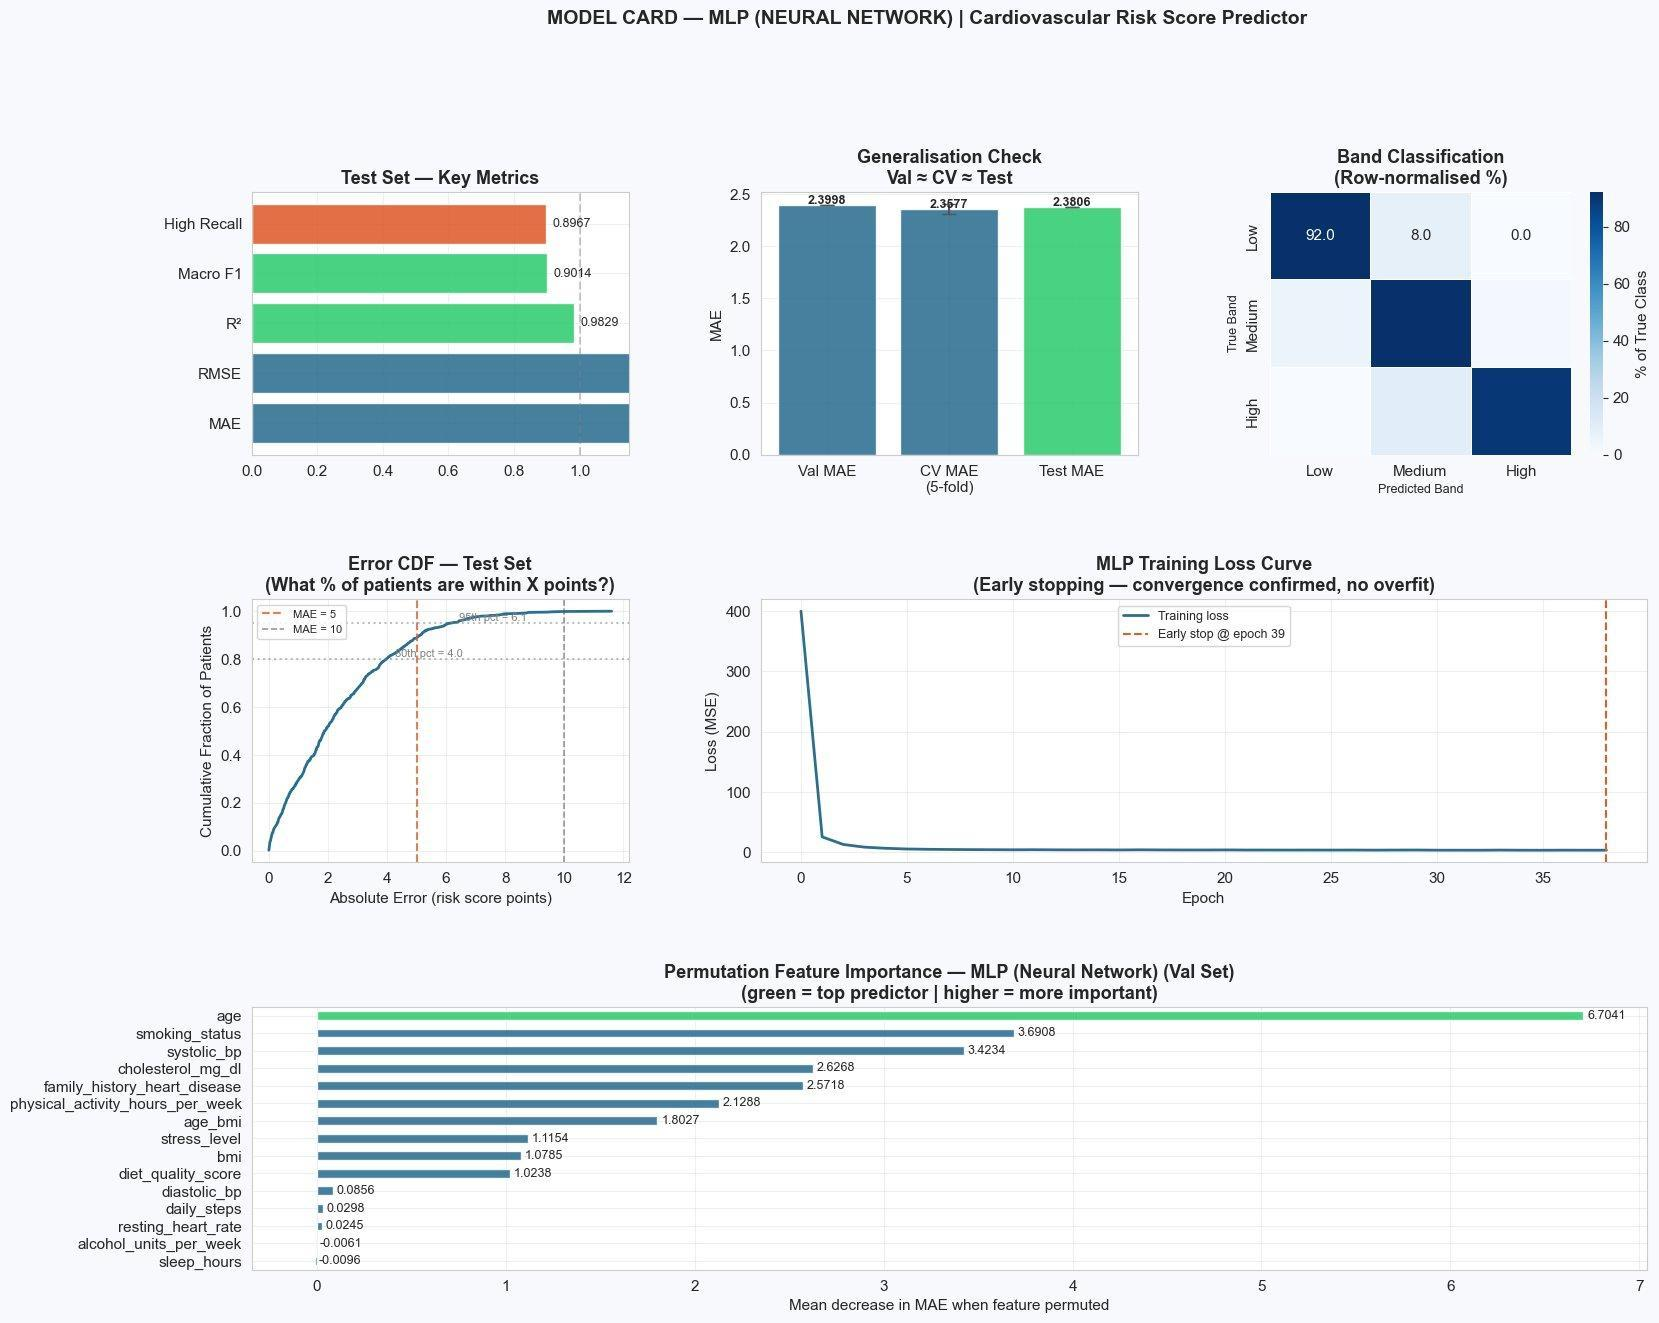 MODEL CARD — MLP (NEURAL NETWORK) | Cardiovascular Risk Score Predictor
Test Set — Key Metrics
High Recall
Macro F1
R²
RMSE
MAE
0.8967
0.9014
0.9829
0.0 0.2 0.4 0.6 0.8 1.0
Generalisation Check
Val ≈ CV ≈ Test
MAE
2.5
2.0
1.5
1.0
0.5
0.0
2.3998 2.3577 2.3806
Val MAE CV MAE Test MAE
(5-fold)
Band Classification
(Row-normalised %)
True Band
Low
Medium
High
92.0 8.0 0.0
Low Medium High
Predicted Band
80
60
40
20
0
% of True Class
Error CDF — Test Set
(What % of patients are within X points?)
Cumulative Fraction of Patients
1.0
0.8
0.6
0.4
0.2
0.0
MAE = 5
MAE = 10
95th pct = 6.1
80th pct = 4.0
0 2 4 6 8 10 12
Absolute Error (risk score points)
MLP Training Loss Curve
(Early stopping — convergence confirmed, no overfit)
Loss (MSE)
400
300
200
100
0
Training loss
Early stop @ epoch 39
0 5 10 15 20 25 30 35
Epoch
Permutation Feature Importance — MLP (Neural Network) (Val Set)
(green = top predictor | higher = more important)
age 6.7041
smoking_status 3.6908
systolic_bp 3.4234
cholesterol_mg_dl 2.6268
family_history_heart_disease 2.5718
physical_activity_hours_per_week 2.1288
age_bmi 1.8027
stress_level 1.1154
bmi 1.0785
diet_quality_score 1.0238
diastolic_bp 0.0856
daily_steps 0.0298
resting_heart_rate 0.0245
alcohol_units_per_week -0.0061
sleep_hours -0.0096
0 1 2 3 4 5 6 7
Mean decrease in MAE when feature permuted